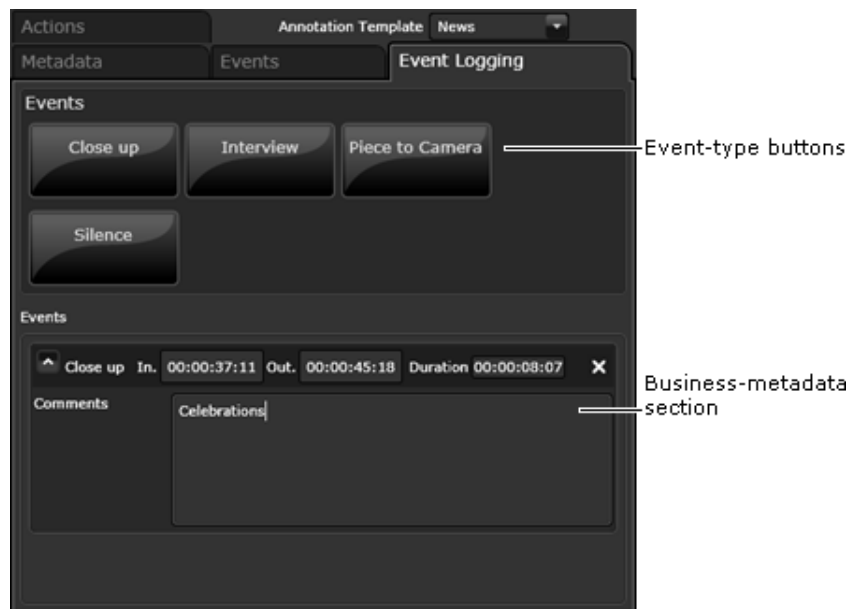 Actions
Annotation Template News
Metadata Events Event Logging
Events
Close up Interview Piece to Camera
Event-type buttons
Silence
Events
Close up In. 00:00:37:11 Out. 00:00:45:18 Duration 00:00:08:07
Comments
Celebrations
Business-metadata
section